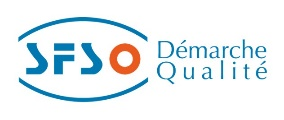 SFSO
Démarche
Qualité